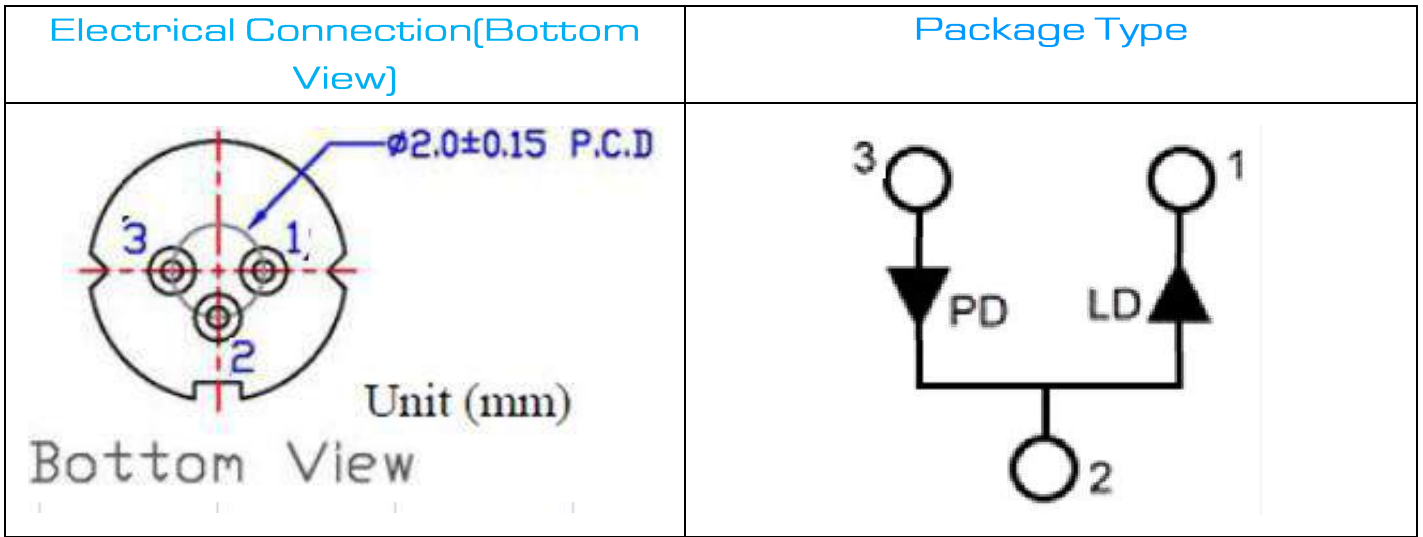 Electrical Connection(Bottom
View)
Package Type
ø2.0±0.15 P.C.D
3
1
2
Unit (mm)
Bottom View
3
1
PD
LD
2